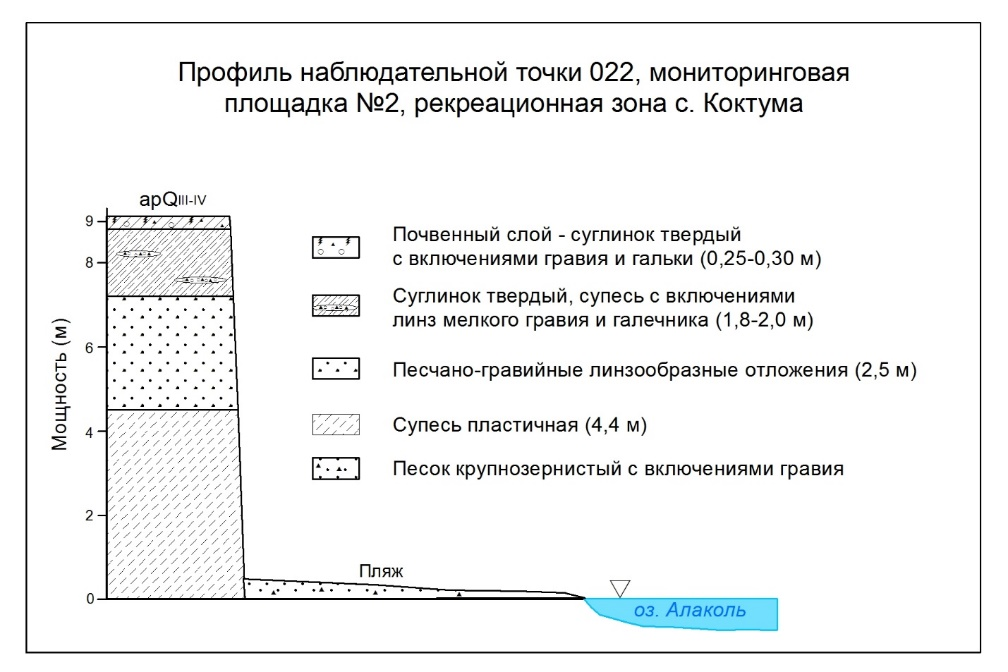 Профиль наблюдательной точки 022, мониторинговая
площадка №2, рекреационная зона с. Коктума
apQIII-IV
9
8
6
4
2
0
Мощность (м)
Почвенный слой - суглинок твердый
с включениями гравия и гальки (0,25-0,30 м)
Суглинок твердый, супесь с включениями
линз мелкого гравия и галечника (1,8-2,0 м)
Песчано-гравийные линзообразные отложения (2,5 м)
Супесь пластичная (4,4 м)
Песок крупнозернистый с включениями гравия
Пляж
оз. Алаколь